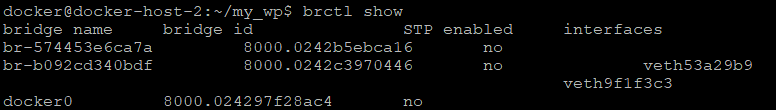 docker@docker-host-2:~/my_wp$ brctl show
bridge name     bridge id               STP enabled     interfaces
br-574453e6ca7a         8000.0242b5ebca16       no
br-b092cd340bdf         8000.0242c3970446       no              veth53a29b9
                                                        veth9f1f3c3
docker0         8000.024297f28ac4       no